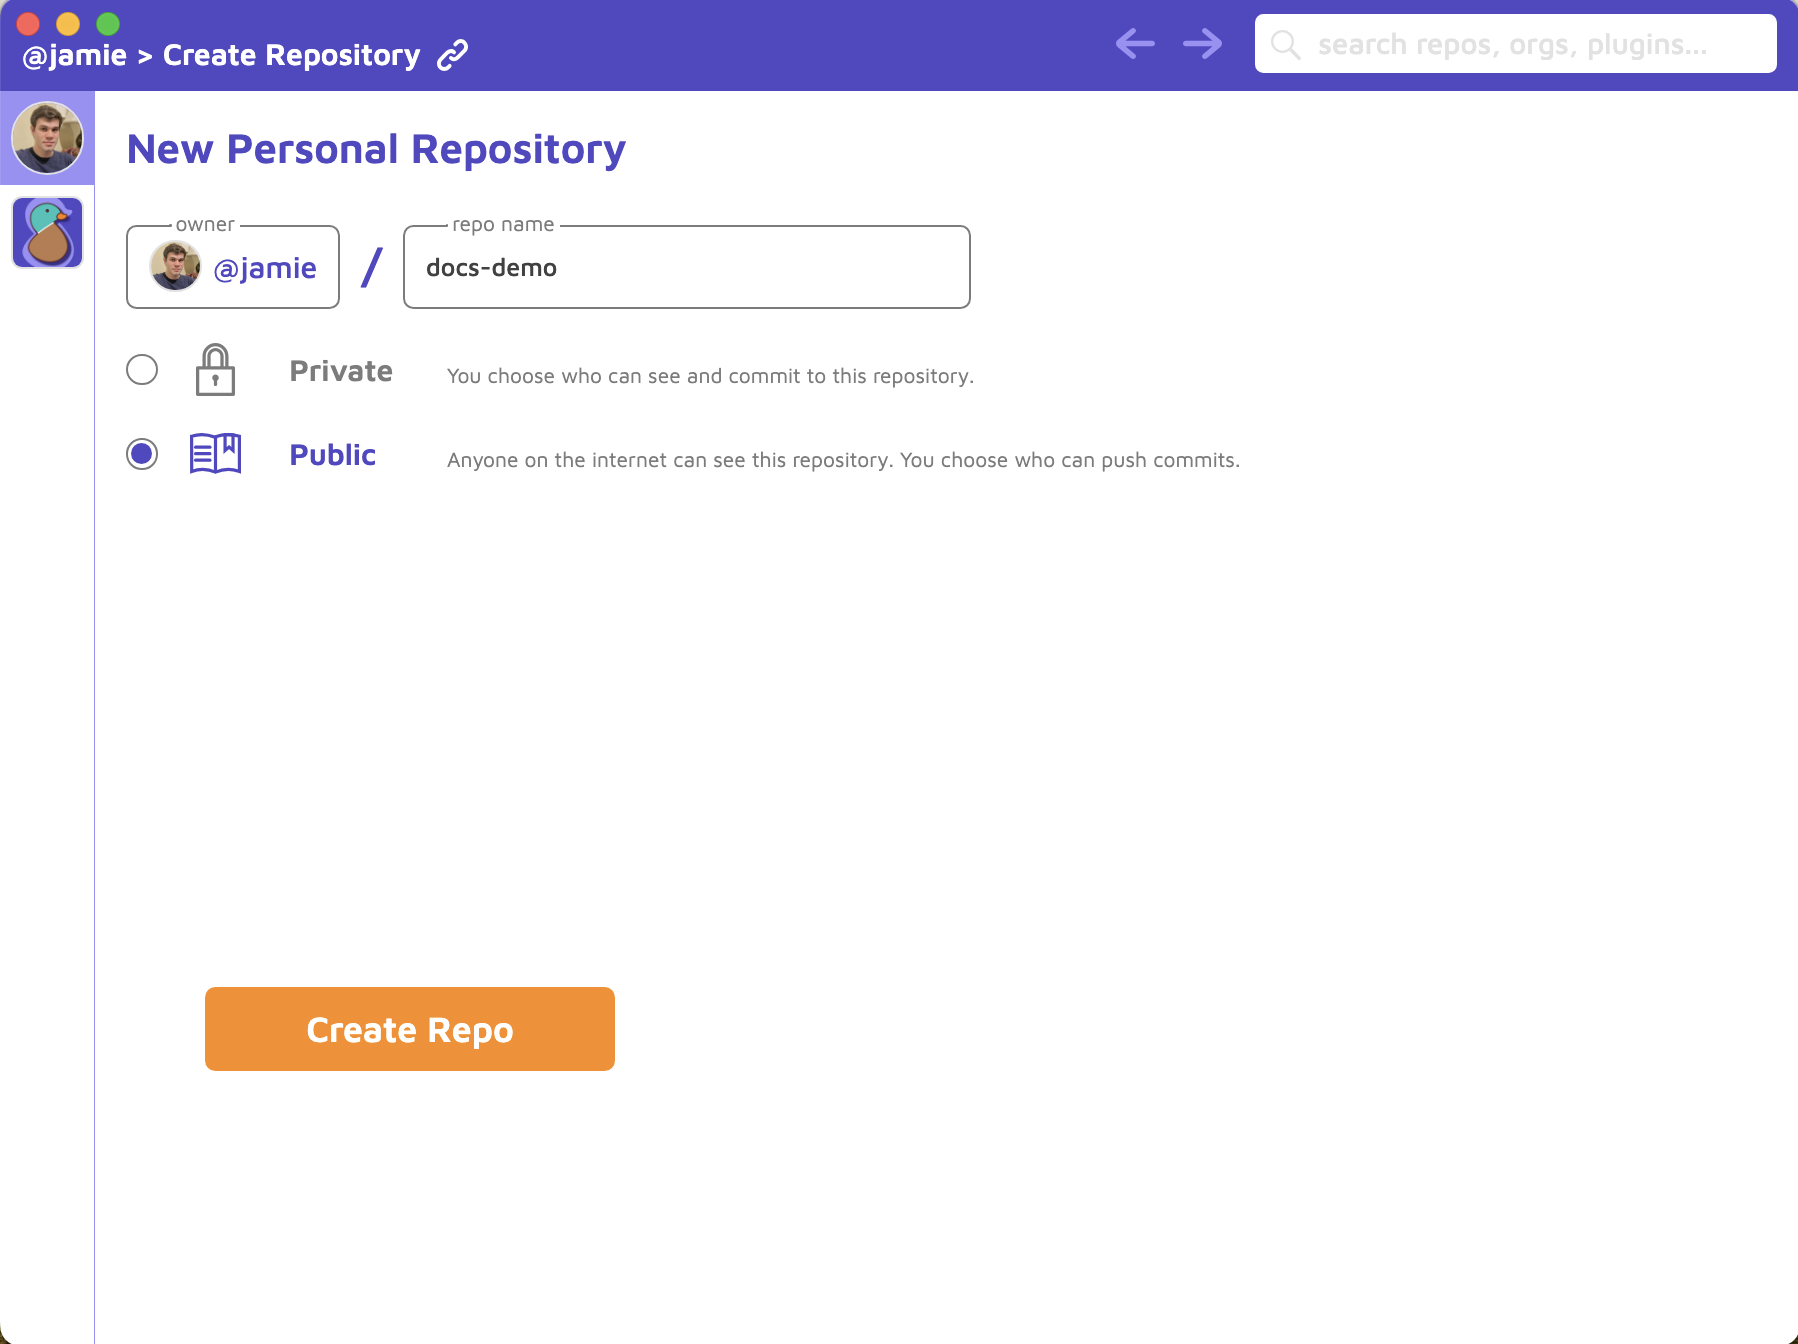 @jamie > Create Repository
search repos, orgs, plugins...
New Personal Repository
owner
repo name
@jamie / docs-demo
Private You choose who can see and commit to this repository.
Public Anyone on the internet can see this repository. You choose who can push commits.
Create Repo